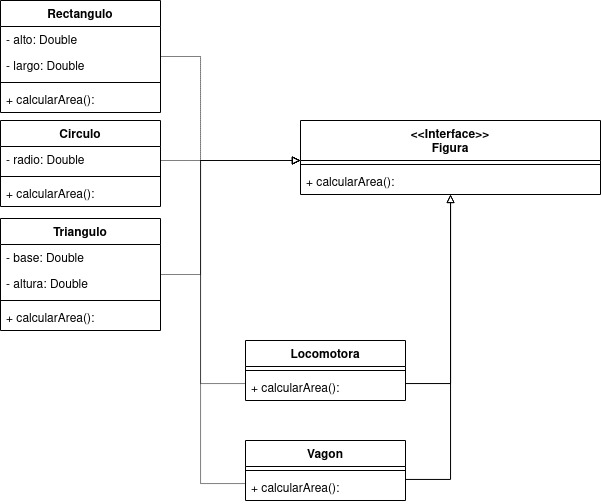 Rectangulo
- alto: Double
- largo: Double
+ calcularArea():
Circulo
- radio: Double
+ calcularArea():
Triangulo
- base: Double
- altura: Double
+ calcularArea():
<<Interface>>
Figura
+ calcularArea():
Locomotora
+ calcularArea():
Vagon
+ calcularArea():